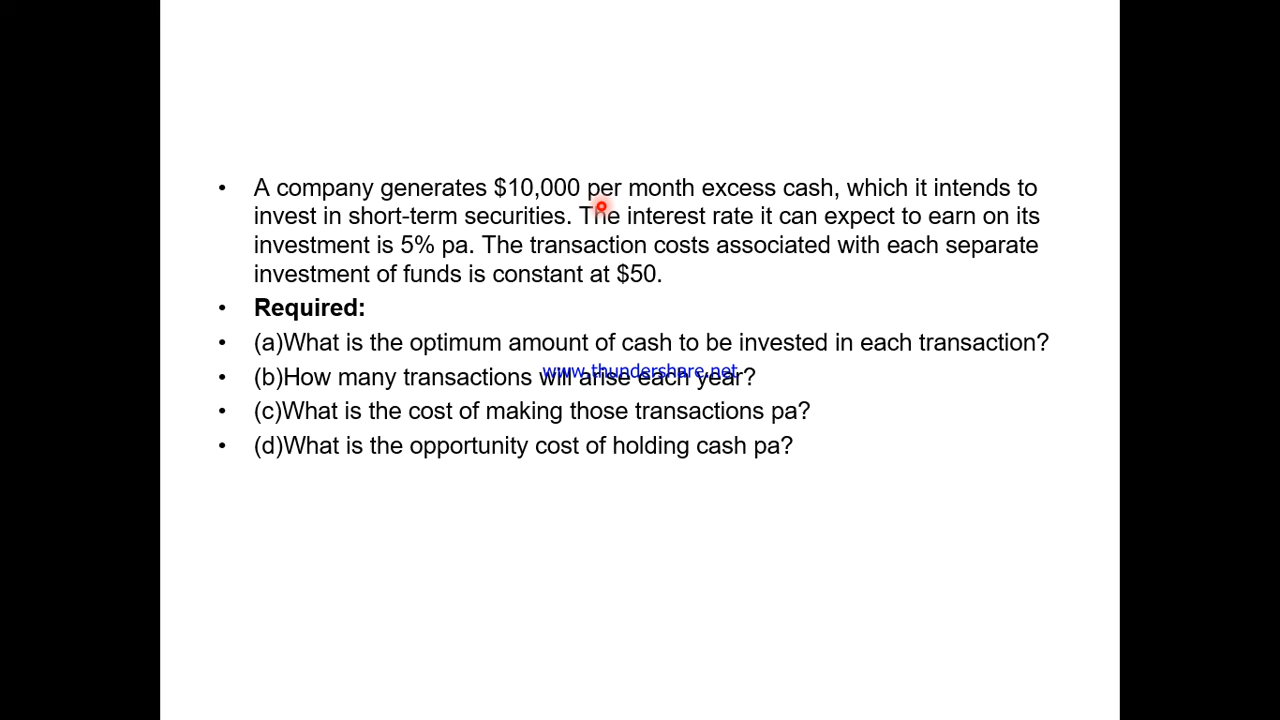 • A company generates $10,000 per month excess cash, which it intends to
invest in short-term securities. The interest rate it can expect to earn on its
investment is 5% pa. The transaction costs associated with each separate
investment of funds is constant at $50.
• Required:
• (a)What is the optimum amount of cash to be invested in each transaction?
www.thundershare.net
• (b)How many transactions will arise each year?
• (c)What is the cost of making those transactions pa?
• (d)What is the opportunity cost of holding cash pa?